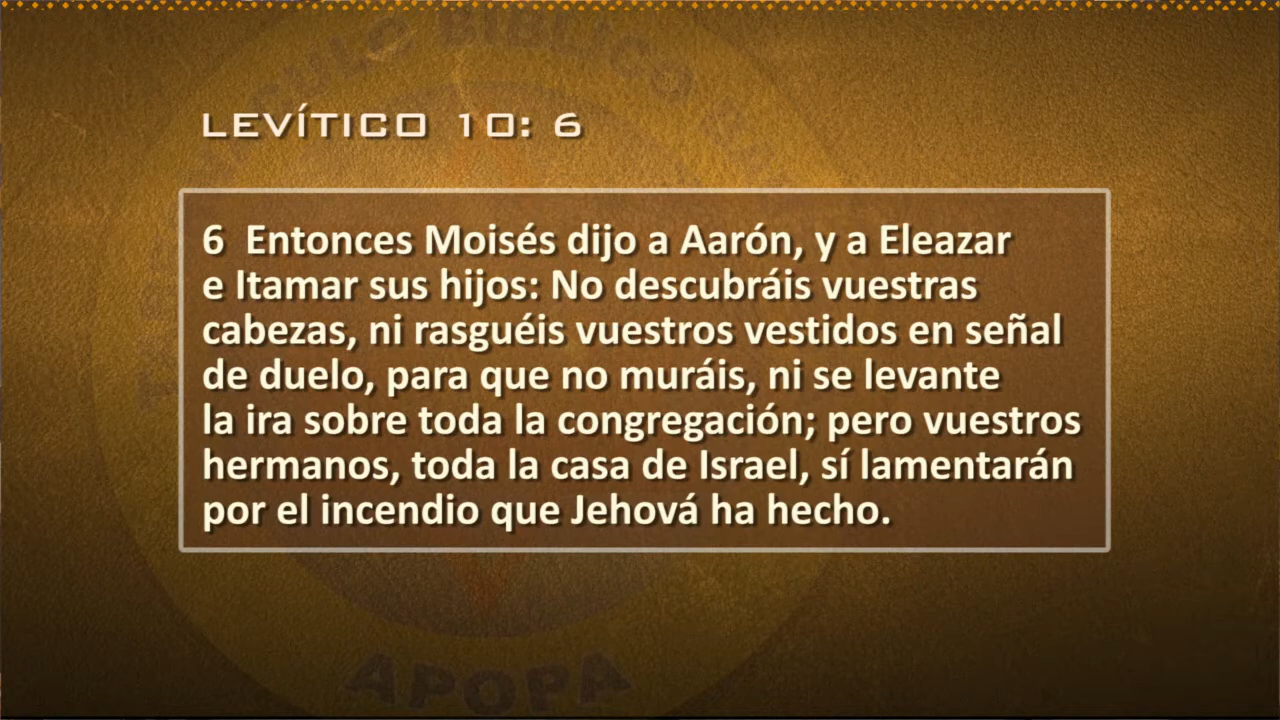 LEVÍTICO 10: 6
6 Entonces Moisés dijo a Aarón, y a Eleazar
e Itamar sus hijos: No descubráis vuestras
cabezas, ni rasguéis vuestros vestidos en señal
de duelo, para que no muráis, ni se levante
la ira sobre toda la congregación; pero vuestros
hermanos, toda la casa de Israel, sí lamentarán
por el incendio que Jehová ha hecho.
APOPA